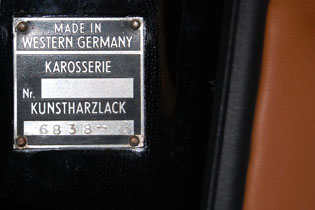 MADE IN
WESTERN GERMANY
KAROSSERIE
Nr.
KUNSTHARZLACK
6838